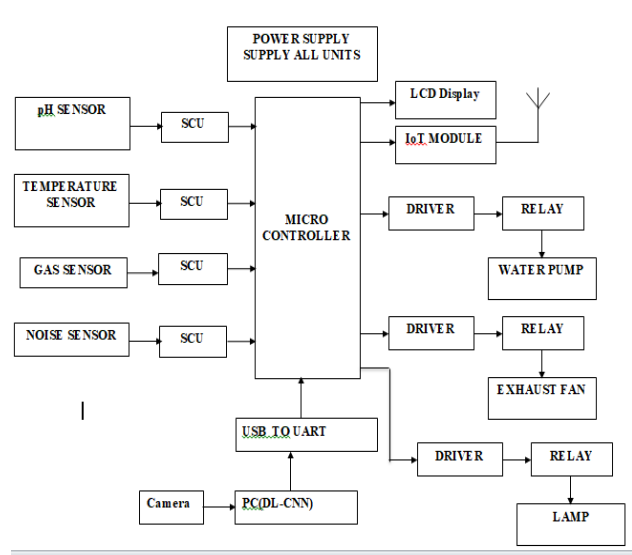 POWER SUPPLY
SUPPLY ALL UNITS
pH SENSOR
SCU
TEMPERATURE
SENSOR
SCU
GAS SENSOR
SCU
NOISE SENSOR
SCU
MICRO
CONTROLLER
LCD Display
IoT MODULE
DRIVER
RELAY
WATER PUMP
DRIVER
RELAY
EXHAUST FAN
DRIVER
RELAY
LAMP
USB TO UART
Camera
PC(DL-CNN)